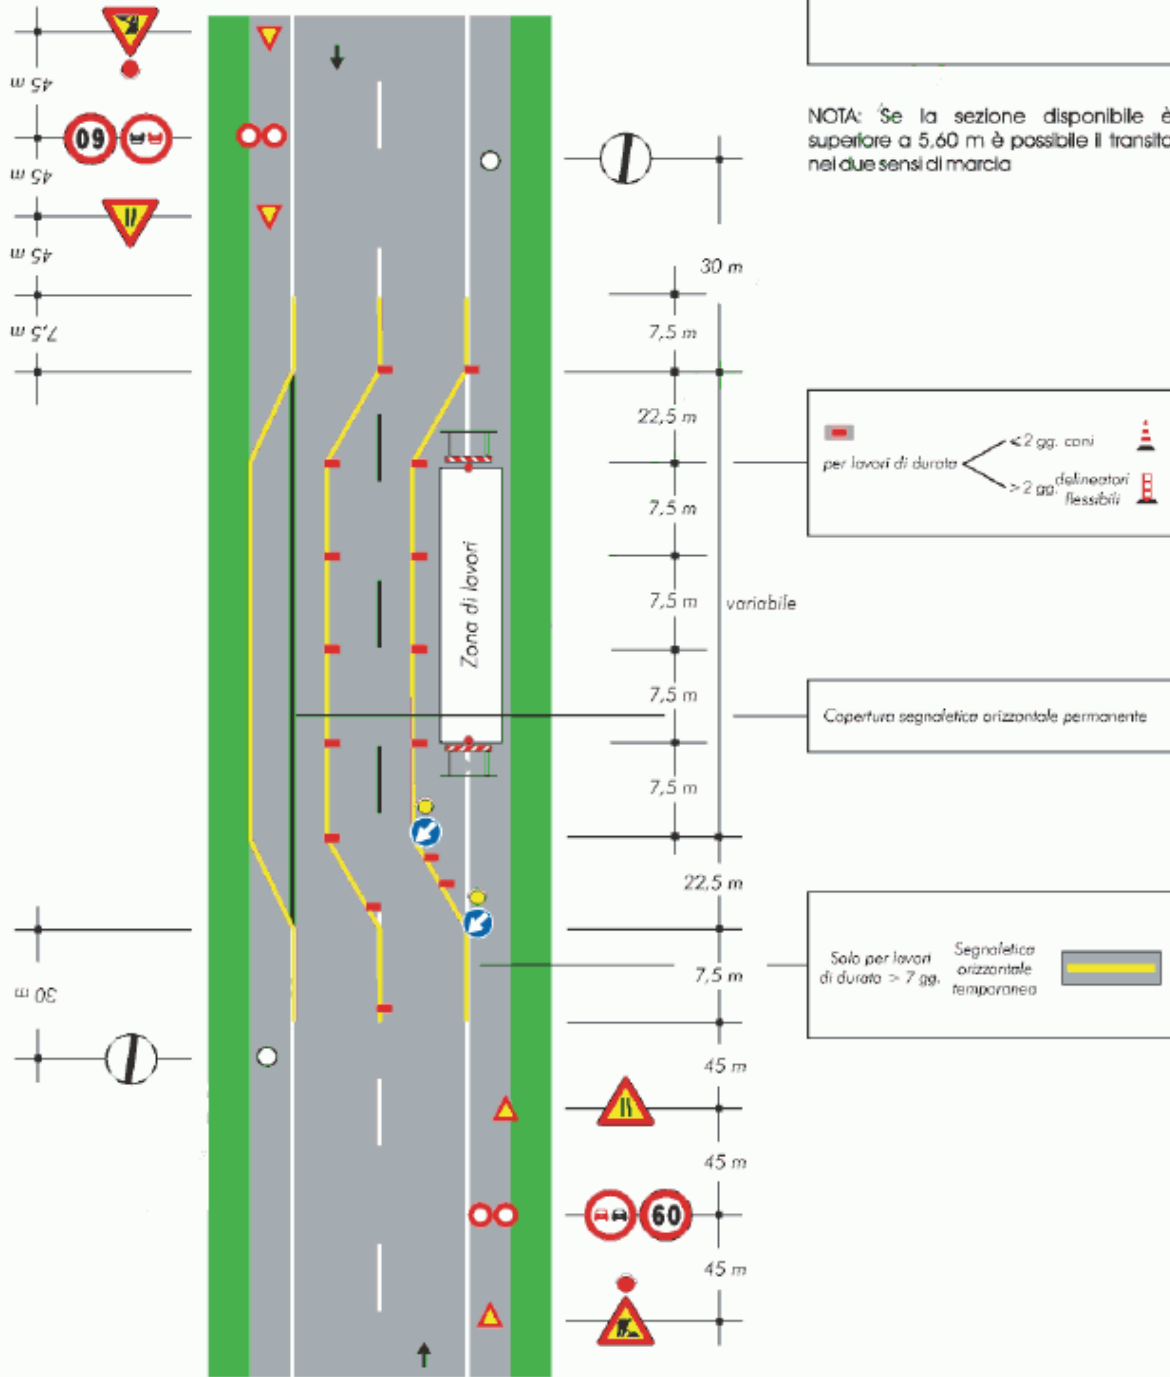 45 m
60
45 m
45 m
7,5 m
NOTA: Se la sezione disponibile è
superiore a 5,60 m è possibile il transito
nei due sensi di marcia
30 m
7,5 m
22,5 m
7,5 m
7,5 m
variabile
7,5 m
7,5 m
22,5 m
7,5 m
45 m
45 m
60
45 m
Zona di lavori
per lavori di durata
<2 gg. coni
>2 gg. delineatori
flessibili
Copertura segnaletica orizzontale permanente
Solo per lavori
di durata > 7 gg.
Segnaletica
orizzontale
temporanea
30 m